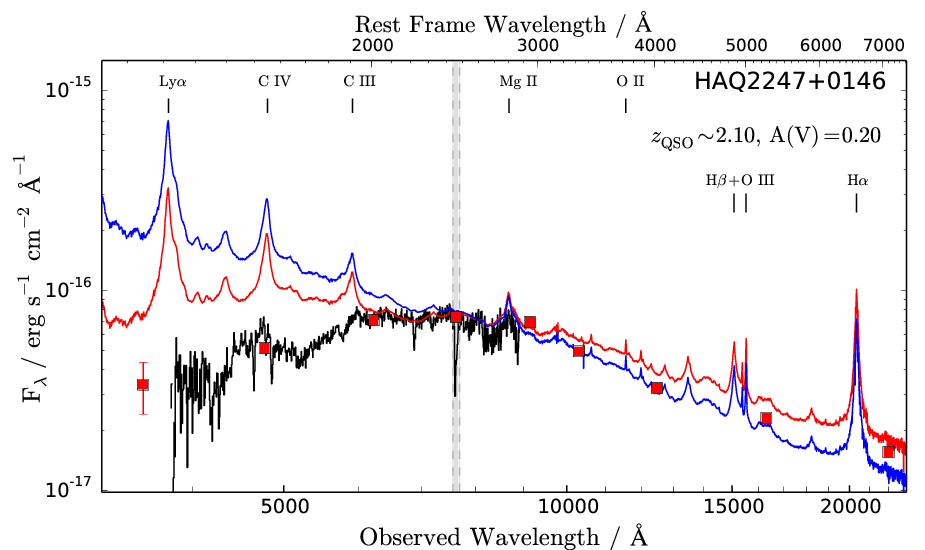 Rest Frame Wavelength / Å
2000 3000 4000 5000 6000 7000
Lyα C IV C III Mg II O II
HAQ2247+0146
z_QSO ~2.10, A(V)=0.20
Hβ+O III Hα
F_λ / erg s^−1 cm^−2 Å^−1
10^-15
10^-16
10^-17
5000 10000 15000 20000
Observed Wavelength / Å